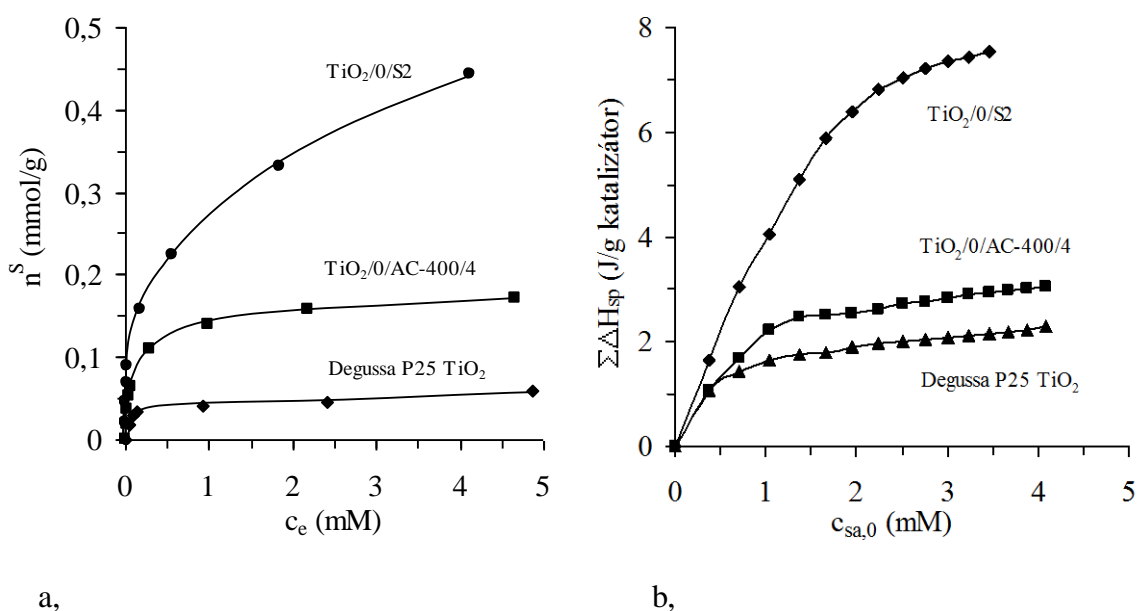 0,5
0,4
0,3
0,2
0,1
0
nˢ (mmol/g)
TiO₂/0/S2
TiO₂/0/AC-400/4
Degussa P25 TiO₂
0 1 2 3 4 5
cₑ (mM)
a,
8
6
4
2
0
ΣΔHsp (J/g katalizátor)
TiO₂/0/S2
TiO₂/0/AC-400/4
Degussa P25 TiO₂
0 1 2 3 4 5
csa,0 (mM)
b,